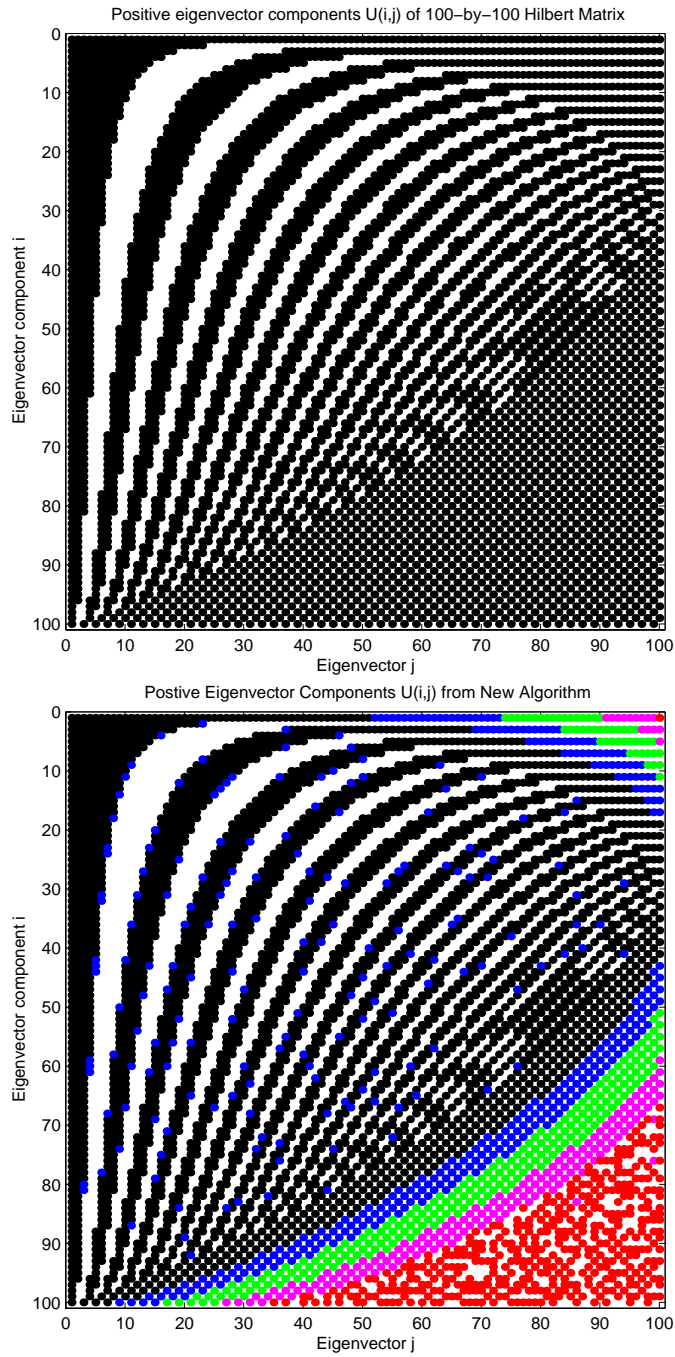 Positive eigenvector components U(i,j) of 100−by−100 Hilbert Matrix
0
10
20
30
40
50
60
70
80
90
100
Eigenvector component i
0 10 20 30 40 50 60 70 80 90 100
Eigenvector j
Postive Eigenvector Components U(i,j) from New Algorithm
0
10
20
30
40
50
60
70
80
90
100
Eigenvector component i
0 10 20 30 40 50 60 70 80 90 100
Eigenvector j